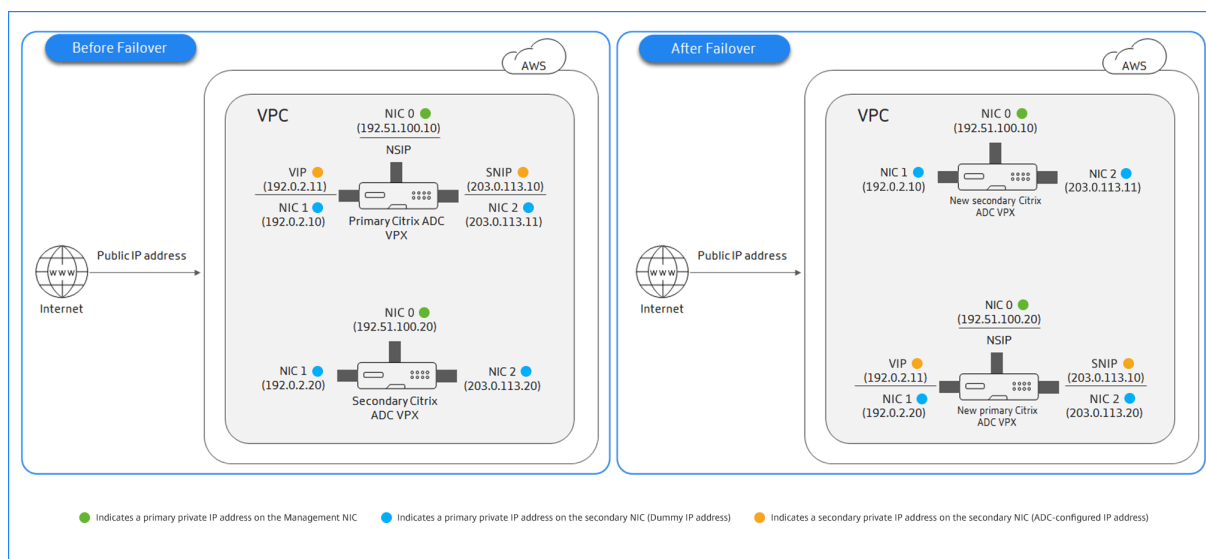 Before Failover
AWS
VPC
NIC 0
(192.51.100.10)
NSIP
VIP
(192.0.2.11)
NIC 1
(192.0.2.10)
SNIP
(203.0.113.10)
NIC 2
(203.0.113.11)
Primary Citrix ADC
VPX
Public IP address
WWW
Internet
NIC 0
(192.51.100.20)
NIC 1
(192.0.2.20)
NIC 2
(203.0.113.20)
Secondary Citrix
ADC VPX
After Failover
AWS
VPC
NIC 0
(192.51.100.10)
NIC 1
(192.0.2.10)
NIC 2
(203.0.113.11)
New secondary Citrix
ADC VPX
Public IP address
WWW
Internet
NIC 0
(192.51.100.20)
NSIP
VIP
(192.0.2.11)
NIC 1
(192.0.2.20)
SNIP
(203.0.113.10)
NIC 2
(203.0.113.20)
New primary Citrix
ADC VPX
Indicates a primary private IP address on the Management NIC
Indicates a primary private IP address on the secondary NIC (Dummy IP address)
Indicates a secondary private IP address on the secondary NIC (ADC-configured IP address)